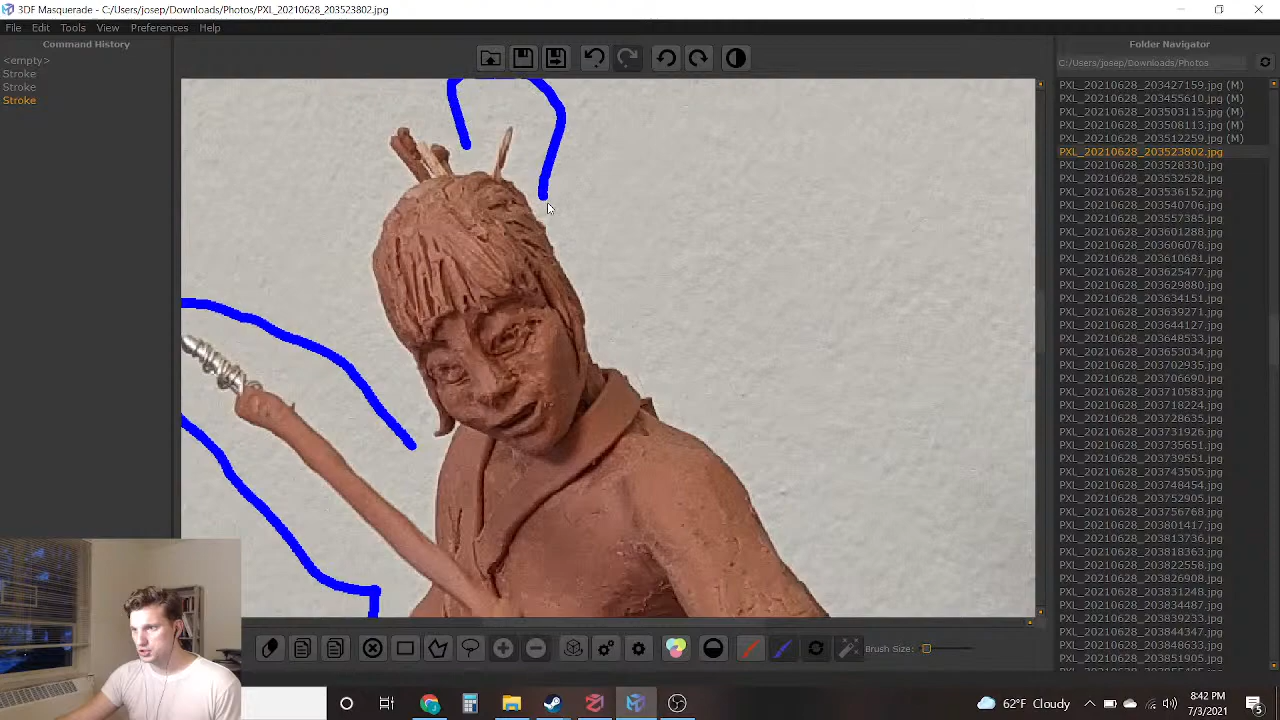 3DF Masquerade - C:/Users/josep/Downloads/Photos/PXL_20210628_203523802.jpg
File Edit Tools View Preferences Help
Command History
<empty>
Stroke
Stroke
Stroke
Folder Navigator
C:/Users/josep/Downloads/Photos
PXL_20210628_203427159.jpg (M)
PXL_20210628_203455610.jpg (M)
PXL_20210628_203503115.jpg (M)
PXL_20210628_203508113.jpg (M)
PXL_20210628_203512259.jpg (M)
PXL_20210628_203523802.jpg
PXL_20210628_203528330.jpg
PXL_20210628_203532528.jpg
PXL_20210628_203536152.jpg
PXL_20210628_203540706.jpg
PXL_20210628_203557385.jpg
PXL_20210628_203601288.jpg
PXL_20210628_203606078.jpg
PXL_20210628_203610681.jpg
PXL_20210628_203625477.jpg
PXL_20210628_203629880.jpg
PXL_20210628_203634151.jpg
PXL_20210628_203639271.jpg
PXL_20210628_203644127.jpg
PXL_20210628_203648533.jpg
PXL_20210628_203653034.jpg
PXL_20210628_203702935.jpg
PXL_20210628_203706690.jpg
PXL_20210628_203710583.jpg
PXL_20210628_203718224.jpg
PXL_20210628_203728635.jpg
PXL_20210628_203731926.jpg
PXL_20210628_203735651.jpg
PXL_20210628_203739551.jpg
PXL_20210628_203743505.jpg
PXL_20210628_203748454.jpg
PXL_20210628_203752905.jpg
PXL_20210628_203756768.jpg
PXL_20210628_203801417.jpg
PXL_20210628_203813736.jpg
PXL_20210628_203818363.jpg
PXL_20210628_203822558.jpg
PXL_20210628_203826908.jpg
PXL_20210628_203831248.jpg
PXL_20210628_203834487.jpg
PXL_20210628_203839233.jpg
PXL_20210628_203844347.jpg
PXL_20210628_203848633.jpg
PXL_20210628_203851905.jpg
Brush Size:
62°F Cloudy
8:42 PM
7/3/2021
5